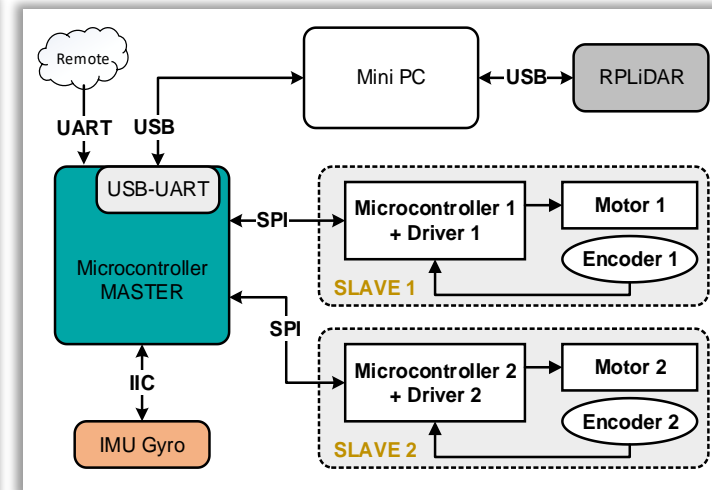 Remote
Mini PC
USB
RPLiDAR
UART
USB
USB-UART
Microcontroller
MASTER
SPI
Microcontroller 1
+ Driver 1
Motor 1
Encoder 1
SLAVE 1
SPI
Microcontroller 2
+ Driver 2
Motor 2
Encoder 2
SLAVE 2
IIC
IMU Gyro